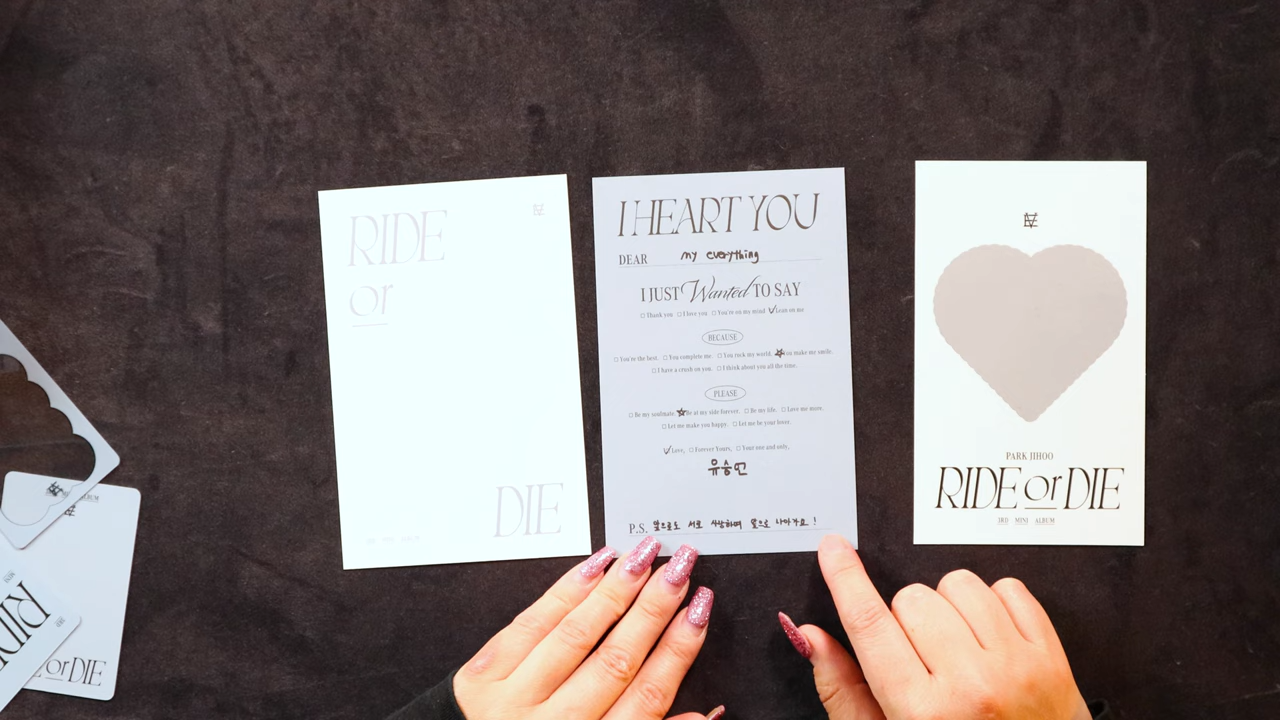 RIDE
or
DIE
I HEART YOU
DEAR my everything
I JUST Wanted TO SAY
Thank you I love you You're on my mind Lean on me
BECAUSE
You're the best. You complete me. You rock my world. You make me smile.
I have a crush on you. I think about you all the time.
PLEASE
Be my soulmate. Be at my side forever. Be my life. Love me more.
Let me make you happy. Let me be your lover.
Love, Forever Yours, Your one and only,
유승언
P.S. 앞으로도 서로 사랑하며 앞으로 나아가요!
PARK JIHOO
RIDE or DIE
3RD MINI ALBUM
ALBUM
or DIE
RID